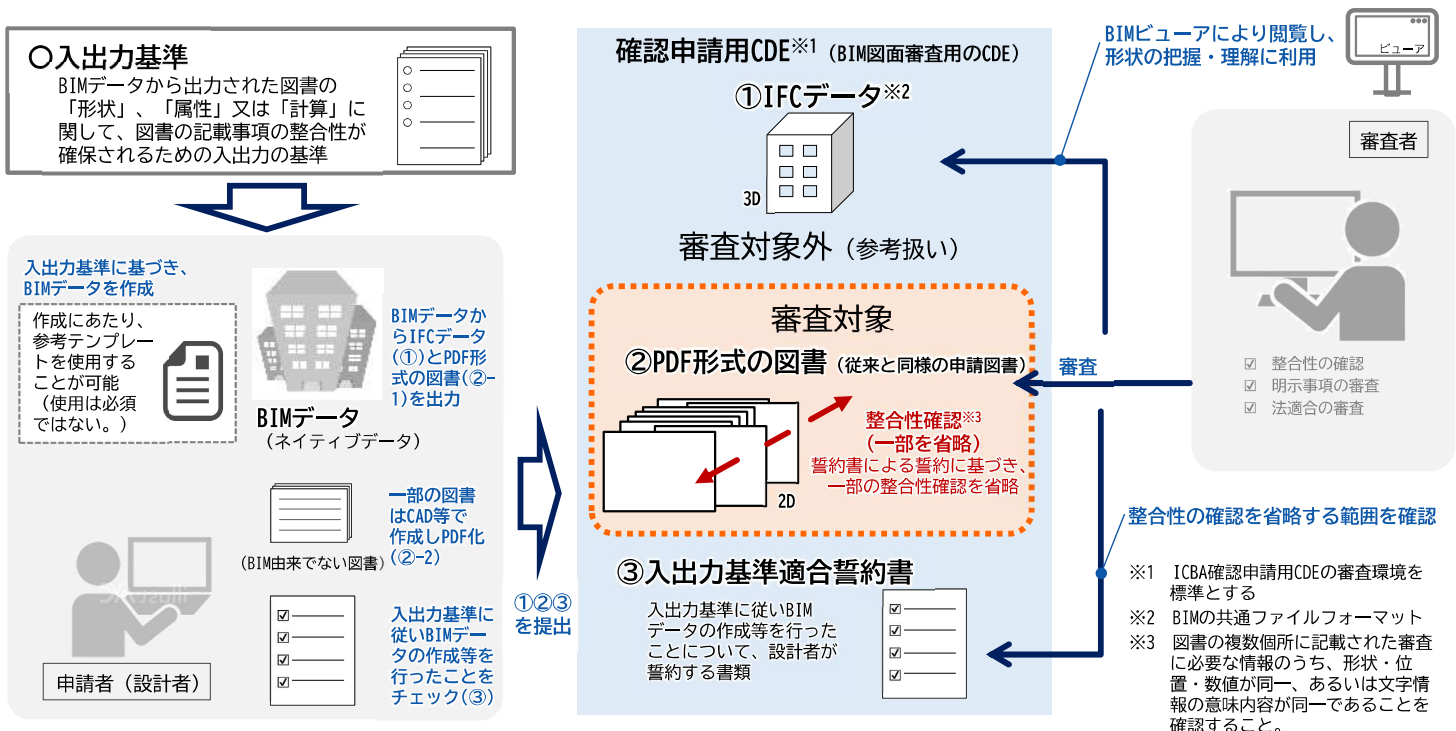 〇入出力基準
BIMデータから出力された図書の
「形状」、「属性」又は「計算」に
関して、図書の記載事項の整合性が
確保されるための入出力の基準
入出力基準に基づき、
BIMデータを作成
作成にあたり、
参考テンプレー
トを使用する
ことが可能
(使用は必須
ではない。)
BIMデータ
(ネイティブデータ)
BIMデータか
らIFCデータ
(①)とPDF形
式の図書(②-
1)を出力
(BIM由来でない図書)
一部の図書
はCAD等で
作成しPDF化
(②-2)
入出力基準に
従いBIMデー
タの作成等を
行ったことを
チェック(③)
申請者(設計者)
①②③
を提出
確認申請用CDE※1 (BIM図面審査用のCDE)
①IFCデータ※2
3D
審査対象外(参考扱い)
審査対象
②PDF形式の図書(従来と同様の申請図書)
整合性確認※3
(一部を省略)
誓約書による誓約に基づき、
一部の整合性確認を省略
2D
③入出力基準適合誓約書
入出力基準に従いBIM
データの作成等を行った
ことについて、設計者が
誓約する書類
BIMビューアにより閲覧し、
形状の把握・理解に利用
ビューア
審査者
審査
☑ 整合性の確認
☑ 明示事項の審査
☑ 法適合の審査
整合性の確認を省略する範囲を確認
※1 ICBA確認申請用CDEの審査環境を
標準とする
※2 BIMの共通ファイルフォーマット
※3 図書の複数個所に記載された審査
に必要な情報のうち、形状・位
置・数値が同一、あるいは文字情
報の意味内容が同一であることを
確認すること。